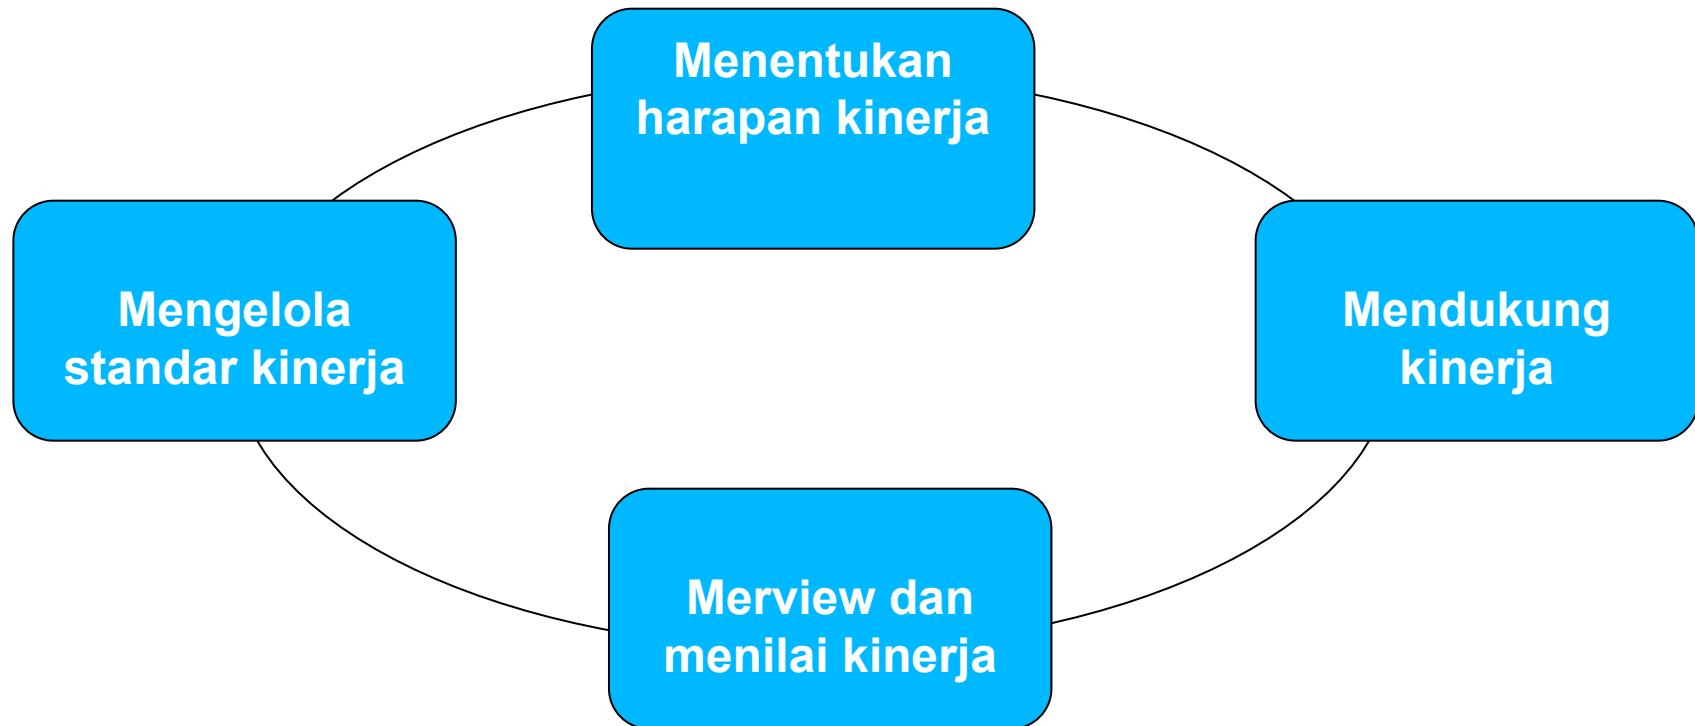 Menentukan
harapan kinerja
Mengelola
standar kinerja
Mendukung
kinerja
Merview dan
menilai kinerja